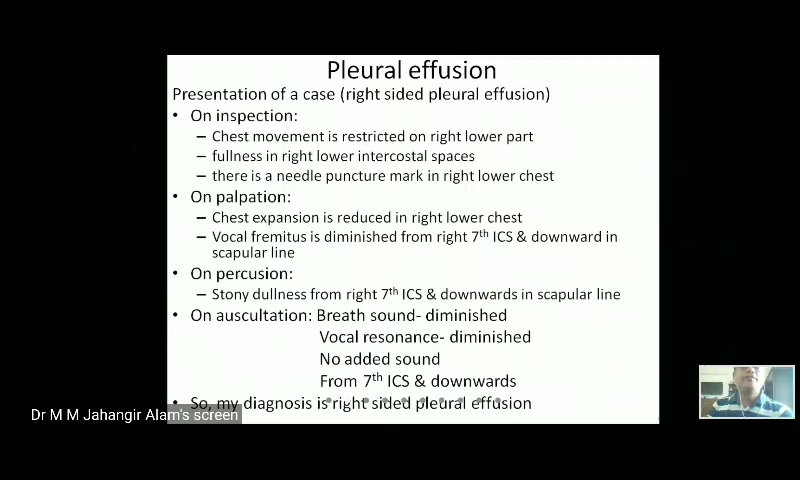 Pleural effusion
Presentation of a case (right sided pleural effusion)
• On inspection:
– Chest movement is restricted on right lower part
– fullness in right lower intercostal spaces
– there is a needle puncture mark in right lower chest
• On palpation:
– Chest expansion is reduced in right lower chest
– Vocal fremitus is diminished from right 7th ICS & downward in
scapular line
• On percusion:
– Stony dullness from right 7th ICS & downwards in scapular line
• On auscultation: Breath sound- diminished
Vocal resonance- diminished
No added sound
From 7th ICS & downwards
• So, my diagnosis is right sided pleural effusion
Dr M M Jahangir Alam's screen